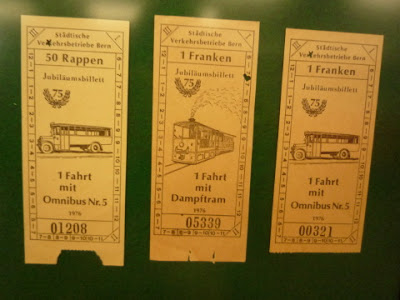 Städtische
Verkehrsbetriebe Bern
50 Rappen
Jubiläumsbillett
75
1 Fahrt
mit
Omnibus Nr. 5
1976
01208
Städtische
Verkehrsbetriebe Bern
1 Franken
Jubiläumsbillett
75
1 Fahrt
mit
Dampftram
1976
05339
Städtische
Verkehrsbetriebe Bern
1 Franken
Jubiläumsbillett
75
1 Fahrt
mit
Omnibus Nr. 5
1976
00321